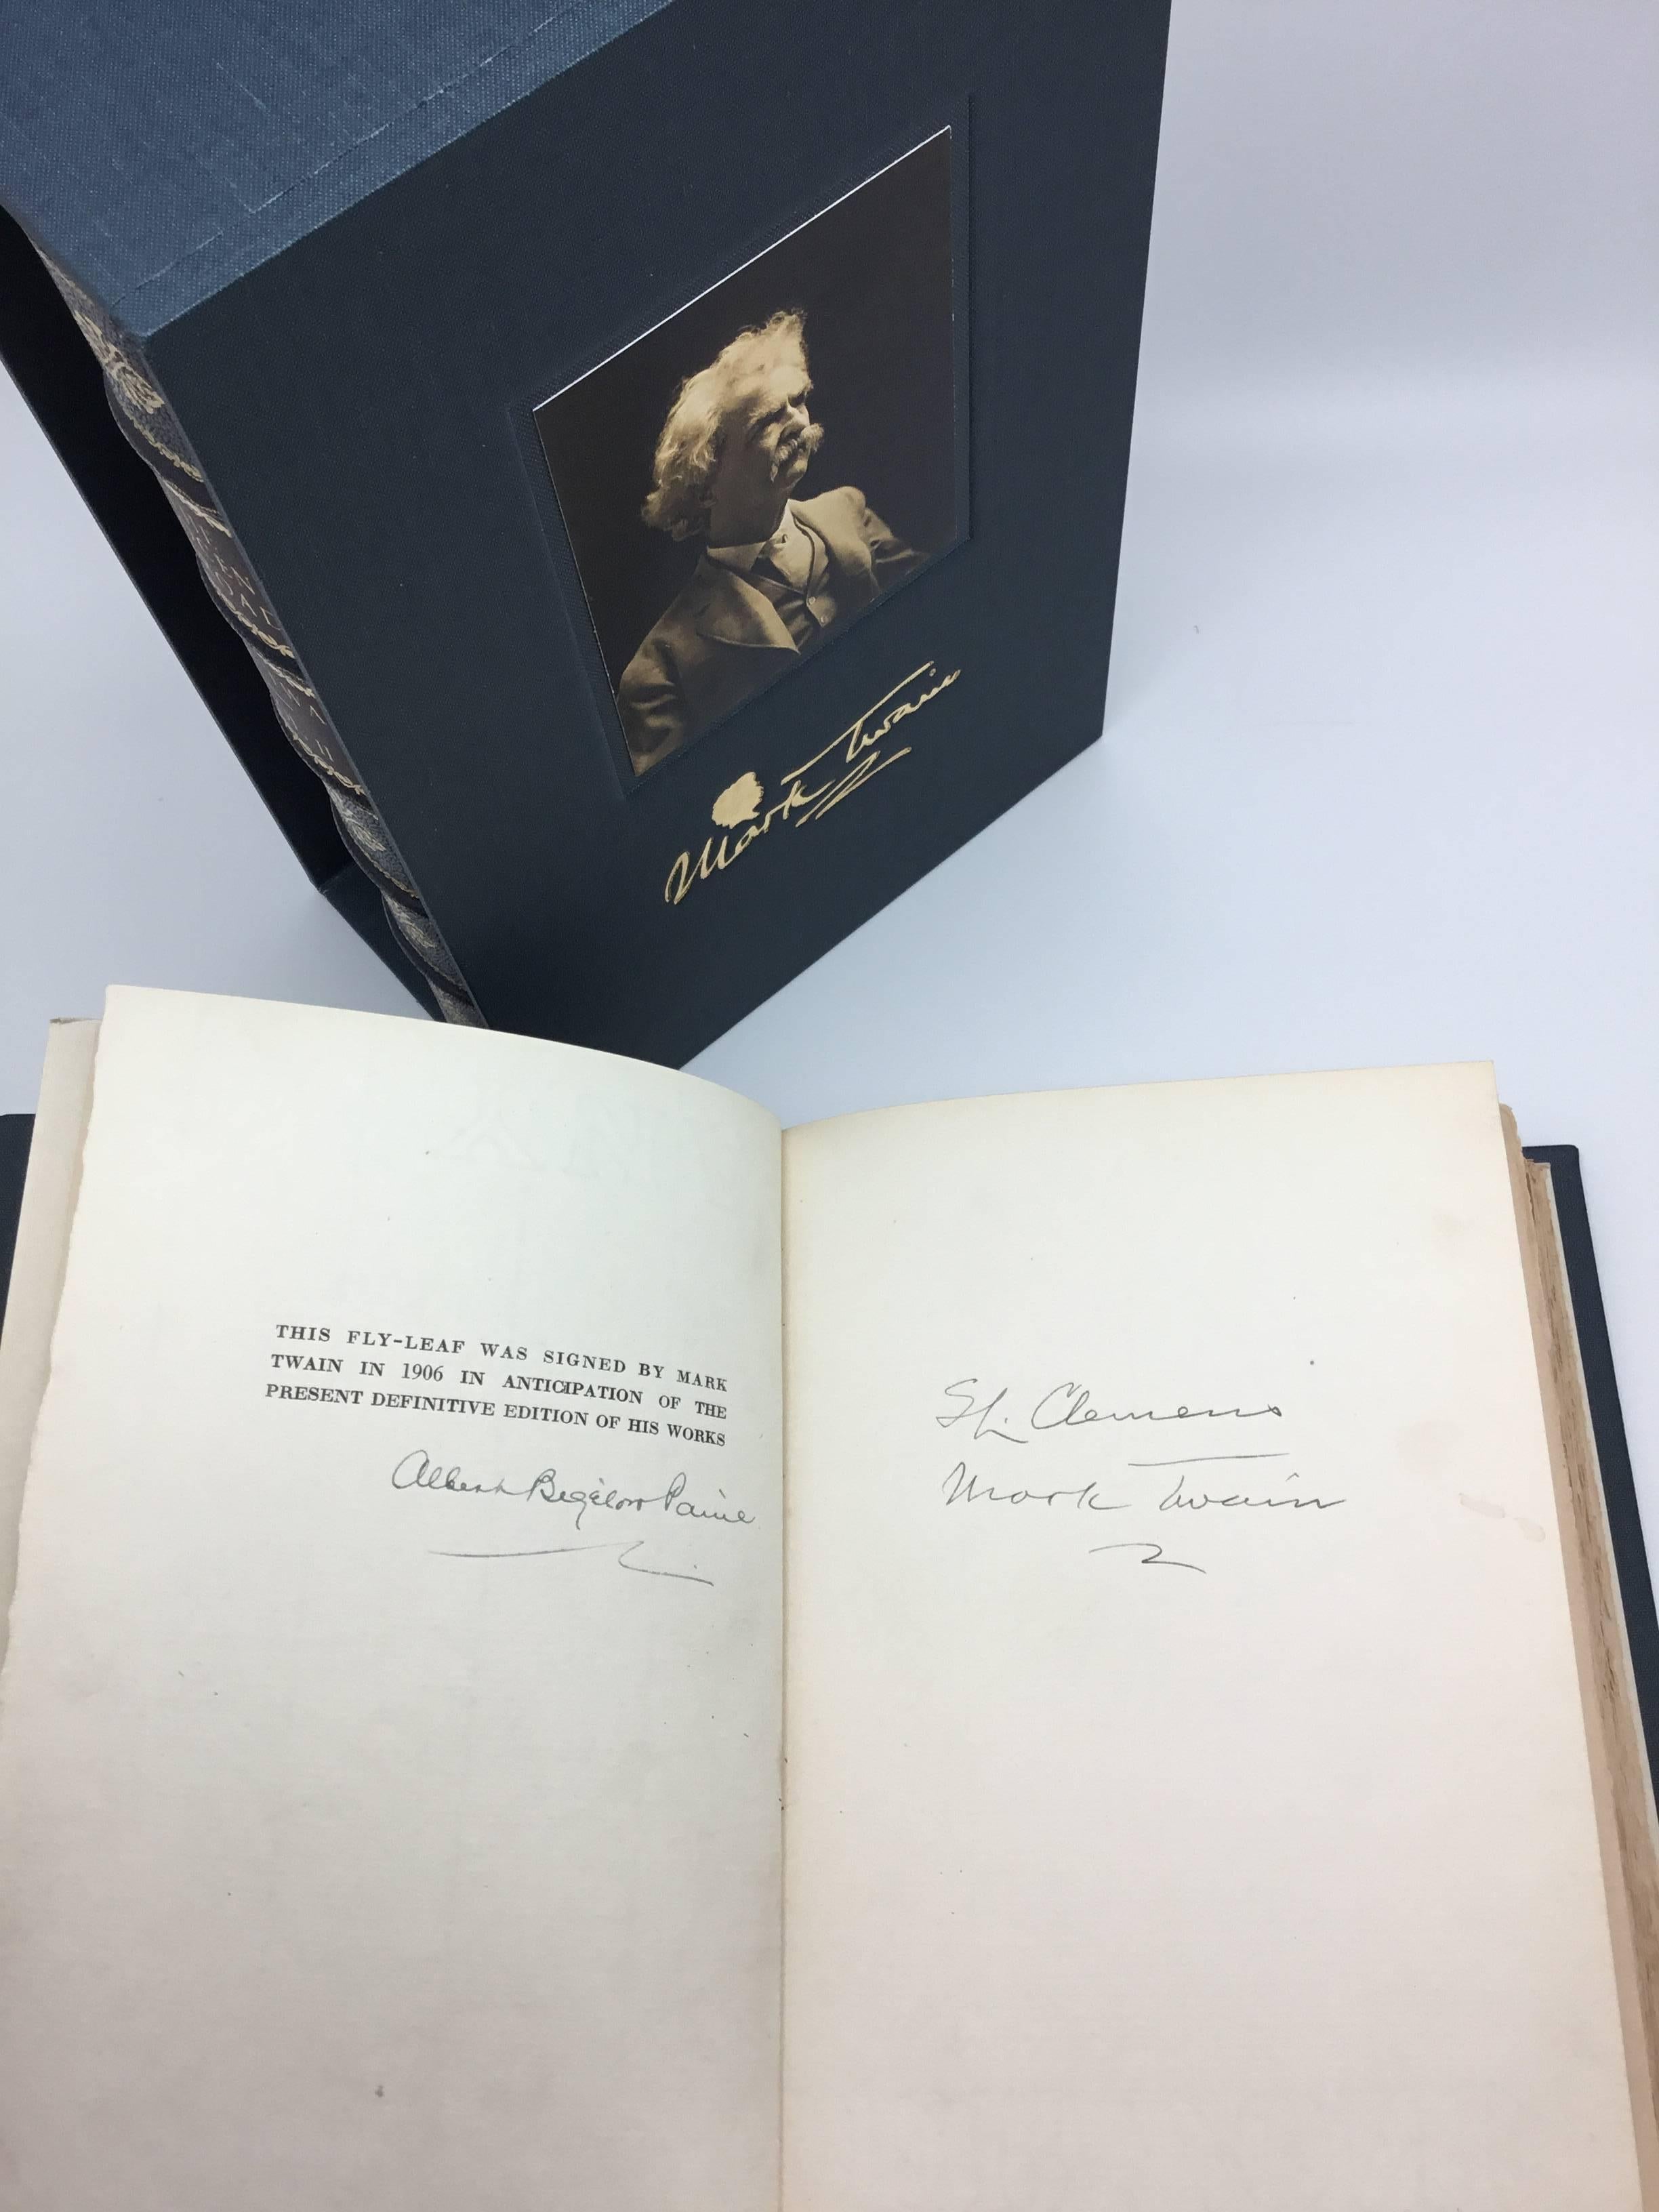 Mark Twain
THIS FLY-LEAF WAS SIGNED BY MARK
TWAIN IN 1906 IN ANTICIPATION OF THE
PRESENT DEFINITIVE EDITION OF HIS WORKS
Albert Bigelow Paine
SL. Clemens
Mark Twain